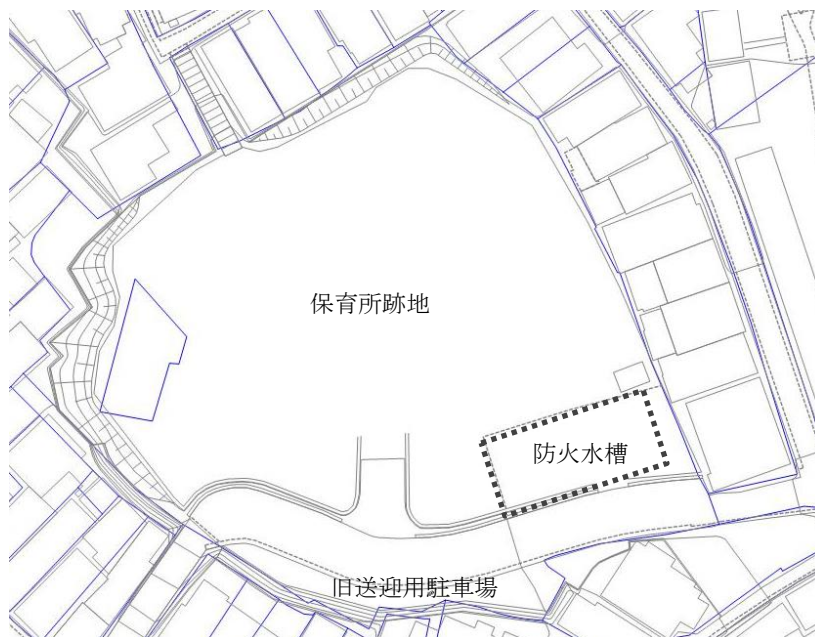 保育所跡地
防火水槽
旧送迎用駐車場